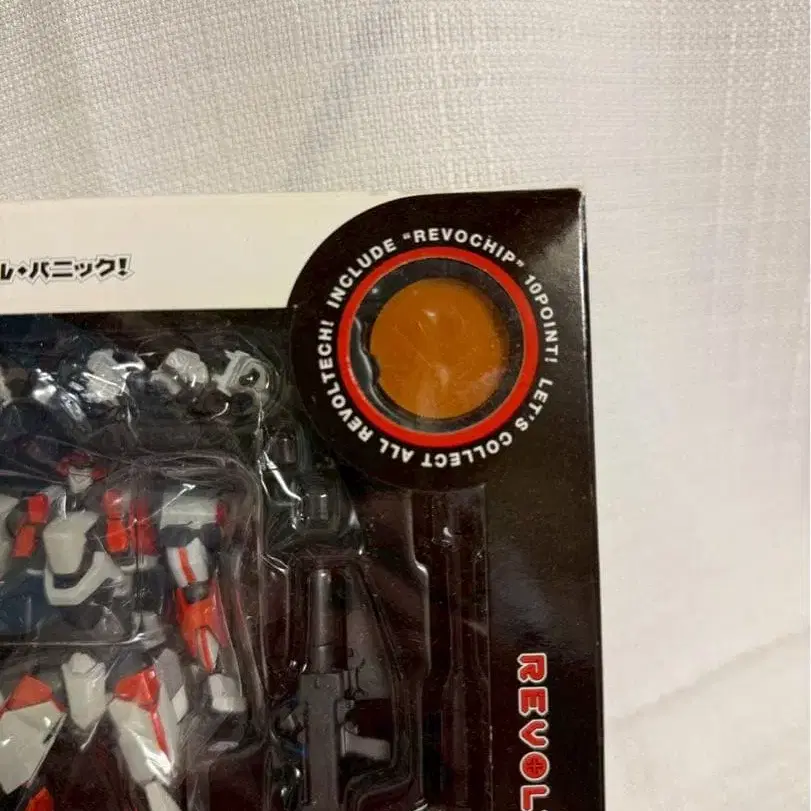 ル・パニック!
INCLUDE "REVOCHIP" 10POINT! LET'S COLLECT ALL REVOLTECH!
REVOL